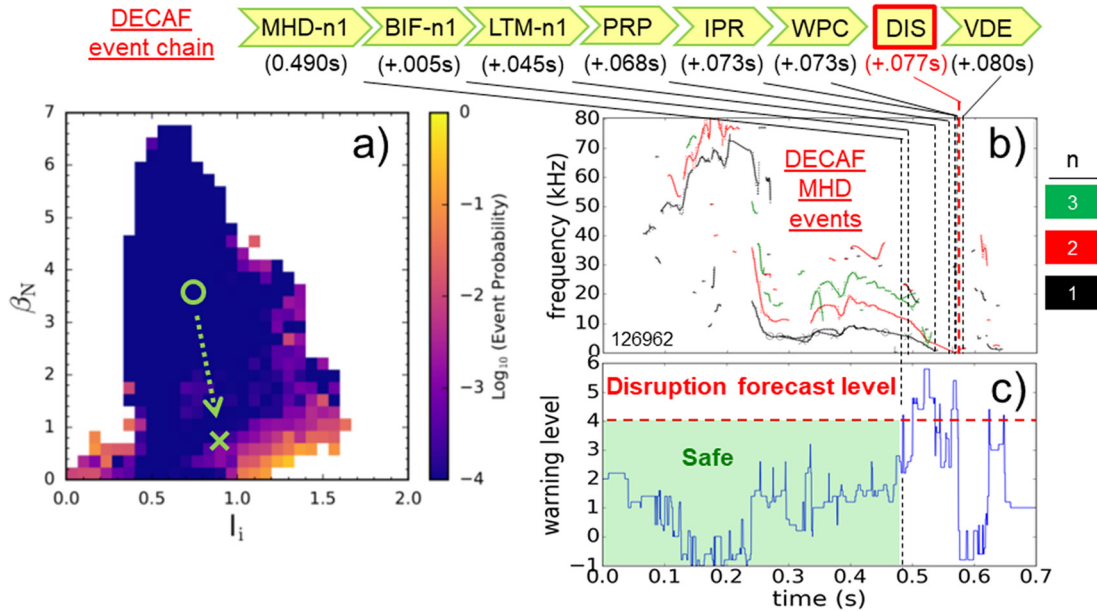 DECAF
event chain
MHD-n1 BIF-n1 LTM-n1 PRP IPR WPC DIS VDE
(0.490s) (+.005s) (+.045s) (+.068s) (+.073s) (+.073s) (+.077s) (+.080s)
a)
7
6
5
4
3
2
1
0
βN
0.0 0.5 1.0 1.5 2.0
li
0
−1
−2
−3
−4
Log10 (Event Probability)
b)
DECAF
MHD
events
80
70
60
50
40
30
20
10
0
frequency (kHz)
126962
n
3
2
1
c)
Disruption forecast level
Safe
6
5
4
3
2
1
0
-1
warning level
0.0 0.1 0.2 0.3 0.4 0.5 0.6 0.7
time (s)